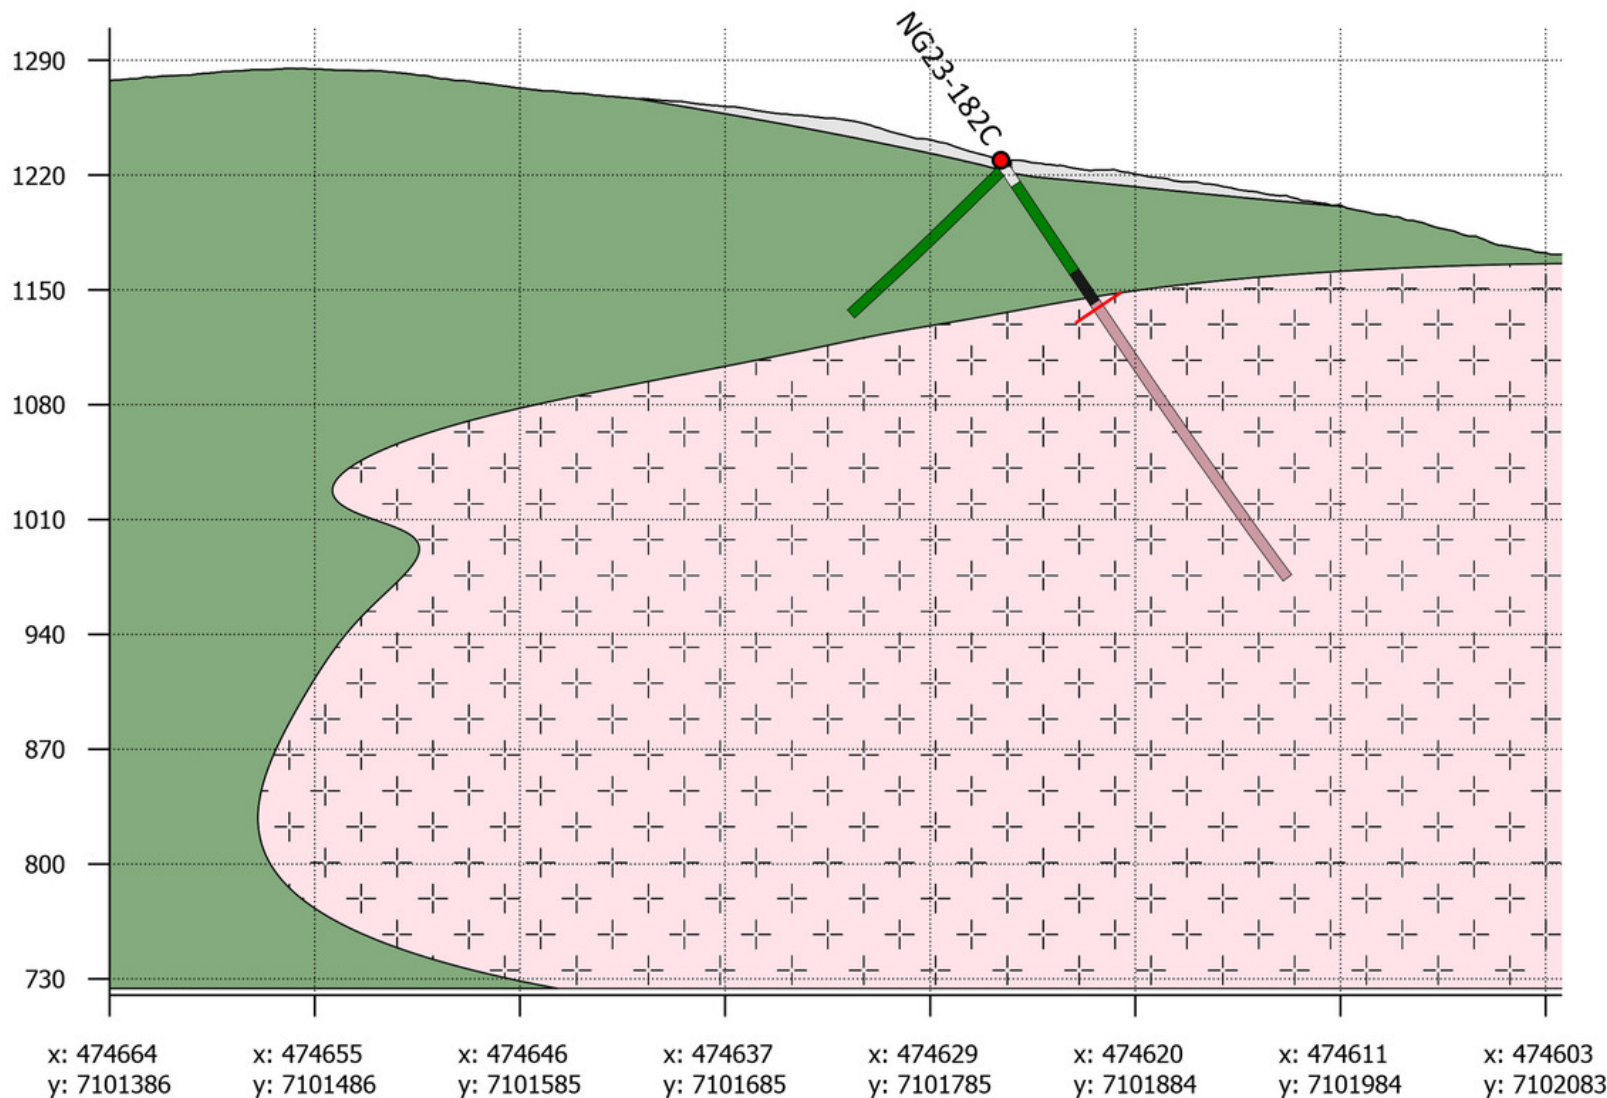 NG23-182C
1290
1220
1150
1080
1010
940
870
800
730
x: 474664
y: 7101386
x: 474655
y: 7101486
x: 474646
y: 7101585
x: 474637
y: 7101685
x: 474629
y: 7101785
x: 474620
y: 7101884
x: 474611
y: 7101984
x: 474603
y: 7102083